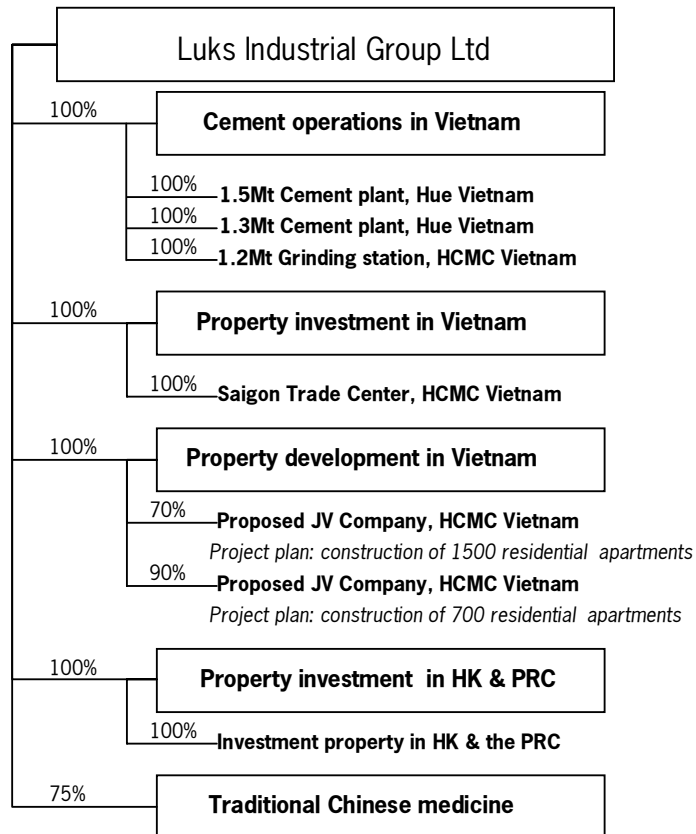 Luks Industrial Group Ltd
100%
Cement operations in Vietnam
100%
1.5Mt Cement plant, Hue Vietnam
100%
1.3Mt Cement plant, Hue Vietnam
100%
1.2Mt Grinding station, HCMC Vietnam
100%
Property investment in Vietnam
100%
Saigon Trade Center, HCMC Vietnam
100%
Property development in Vietnam
70%
Proposed JV Company, HCMC Vietnam
Project plan: construction of 1500 residential apartments
90%
Proposed JV Company, HCMC Vietnam
Project plan: construction of 700 residential apartments
100%
Property investment in HK & PRC
100%
Investment property in HK & the PRC
75%
Traditional Chinese medicine